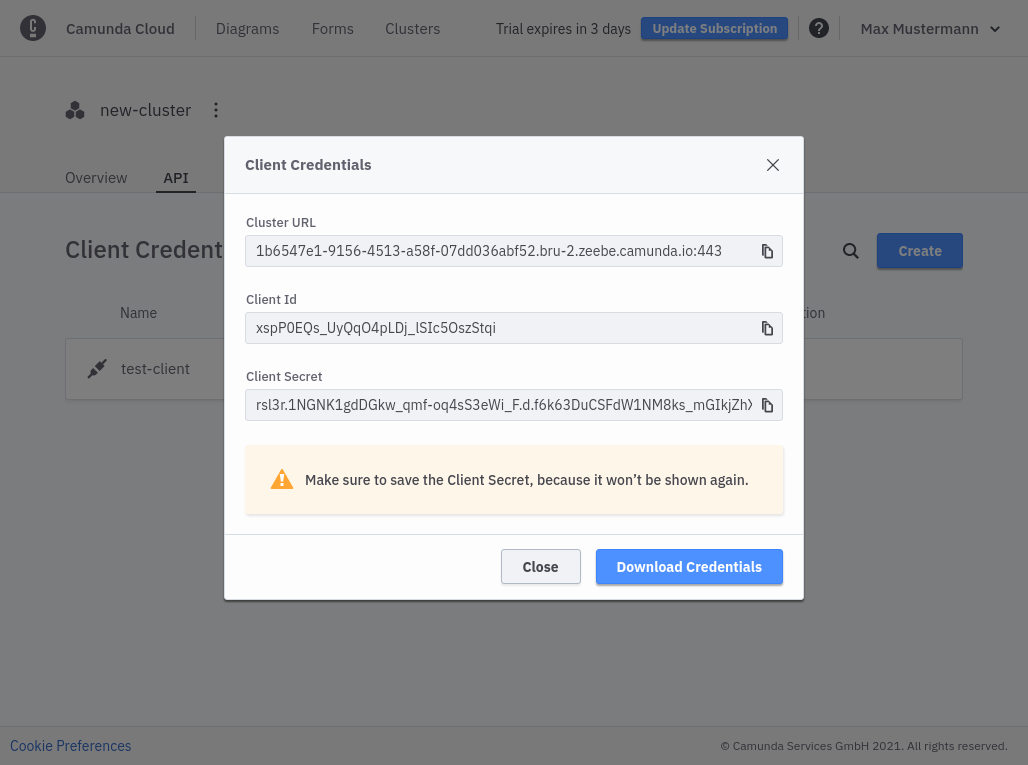 Camunda Cloud Diagrams Forms Clusters Trial expires in 3 days Update Subscription ? Max Mustermann
new-cluster
Overview API
Client Credent
Create
Name
tion
test-client
Client Credentials
Cluster URL
1b6547e1-9156-4513-a58f-07dd036abf52.bru-2.zeebe.camunda.io:443
Client Id
xspP0EQs_UyQqO4pLDj_lSIc5OszStqi
Client Secret
rsl3r.1NGNK1gdDGkw_qmf-oq4sS3eWi_F.d.f6k63DuCSFdW1NM8ks_mGIkjZhX
Make sure to save the Client Secret, because it won’t be shown again.
Close Download Credentials
Cookie Preferences © Camunda Services GmbH 2021. All rights reserved.